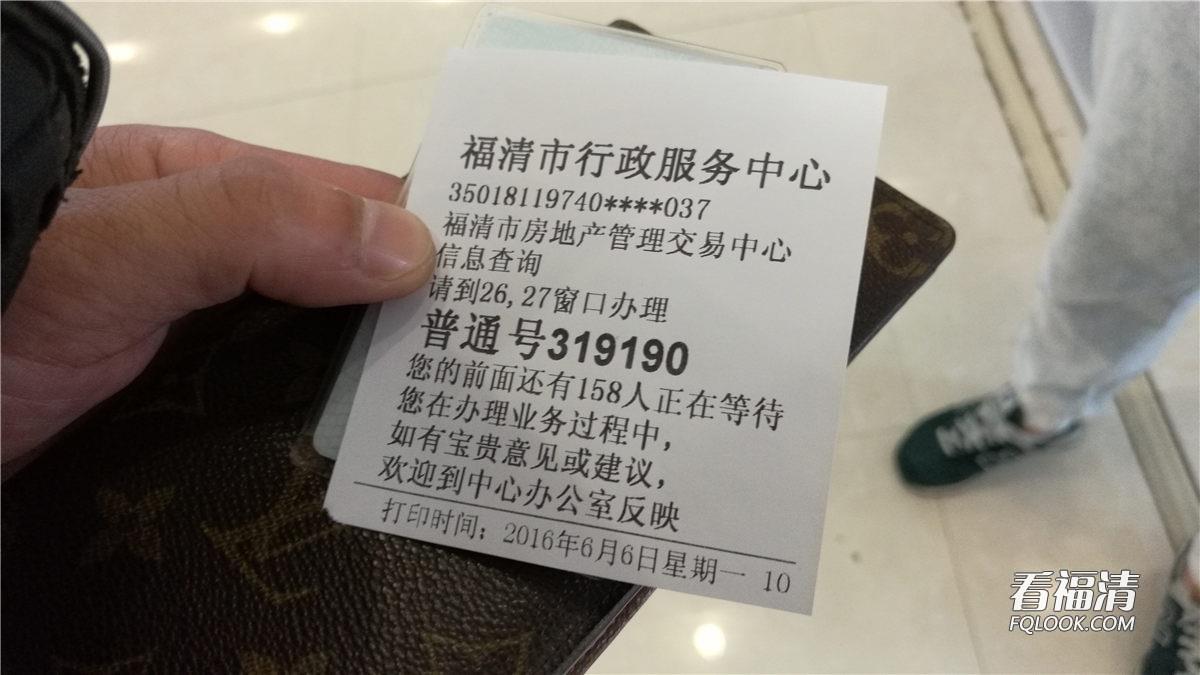 福清市行政服务中心
35018119740****037
福清市房地产管理交易中心
信息查询
请到26,27窗口办理
普通号319190
您的前面还有158人正在等待
您在办理业务过程中,
如有宝贵意见或建议,
欢迎到中心办公室反映
打印时间: 2016年6月6日星期一 10
看福清
FQLOOK.COM